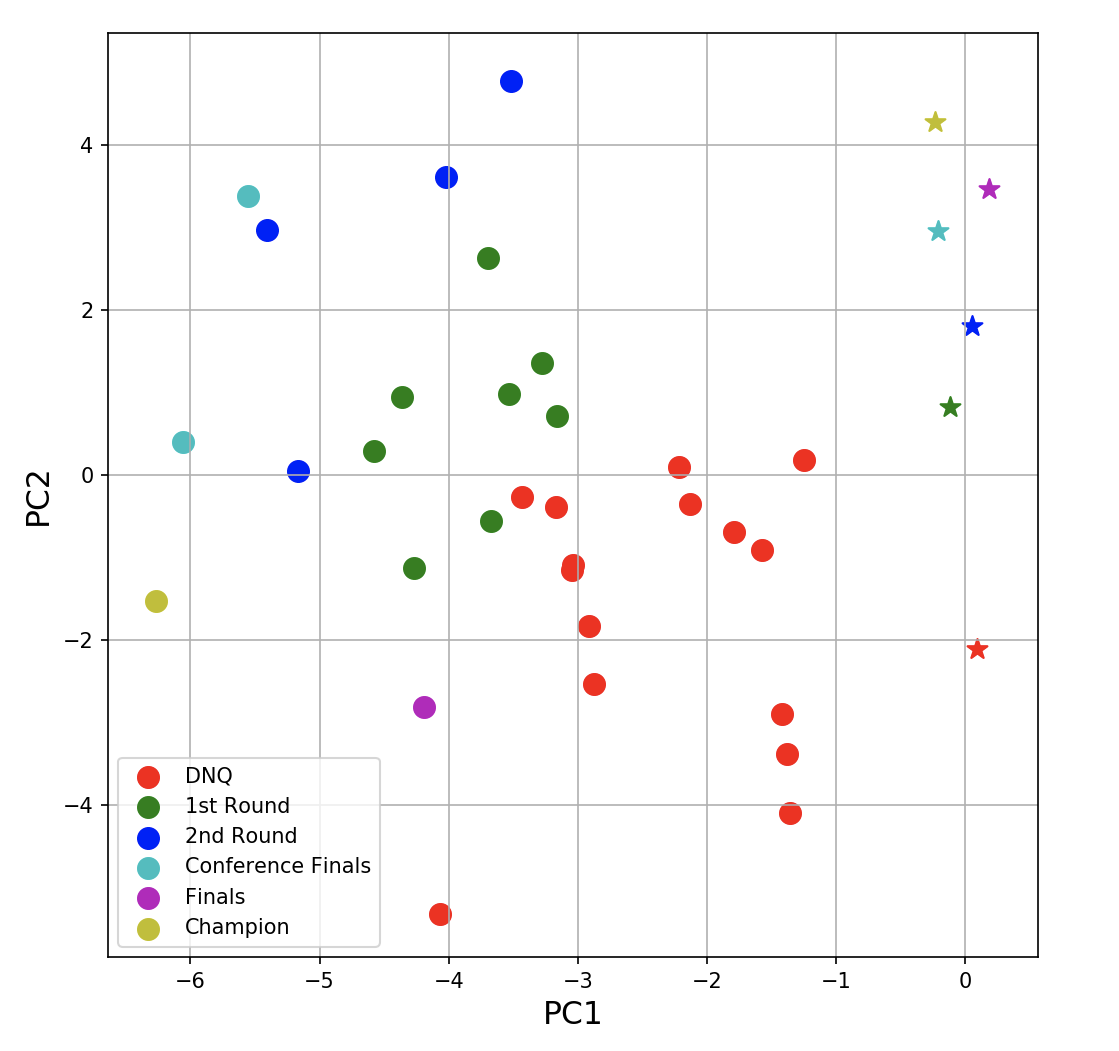 4
2
0
−2
−4
PC2
DNQ
1st Round
2nd Round
Conference Finals
Finals
Champion
−6 −5 −4 −3 −2 −1 0
PC1